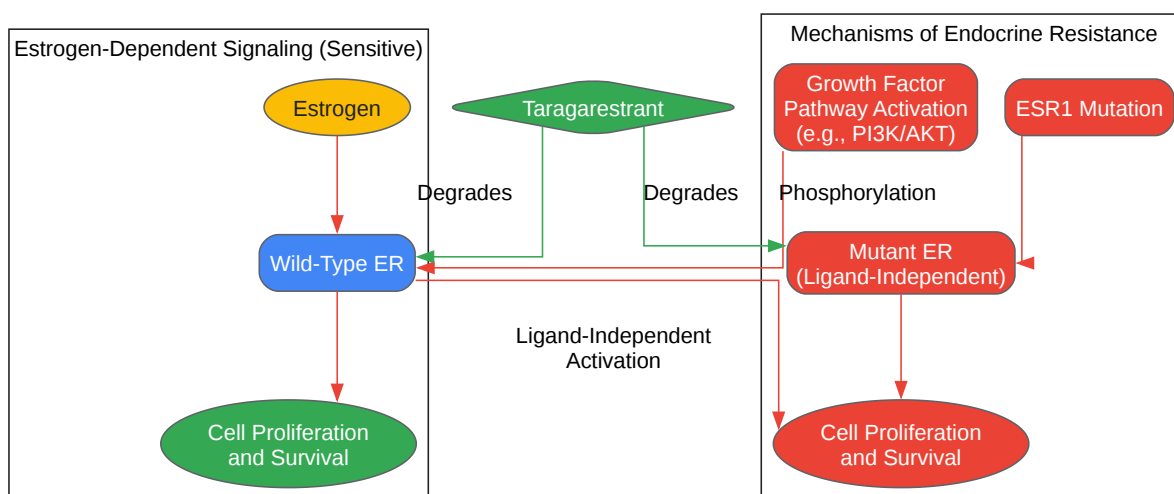 Estrogen-Dependent Signaling (Sensitive)
Mechanisms of Endocrine Resistance
Estrogen
Taragarestrant
Growth Factor
Pathway Activation
(e.g., PI3K/AKT)
ESR1 Mutation
Degrades
Degrades
Phosphorylation
Wild-Type ER
Mutant ER
(Ligand-Independent)
Ligand-Independent
Activation
Cell Proliferation
and Survival
Cell Proliferation
and Survival